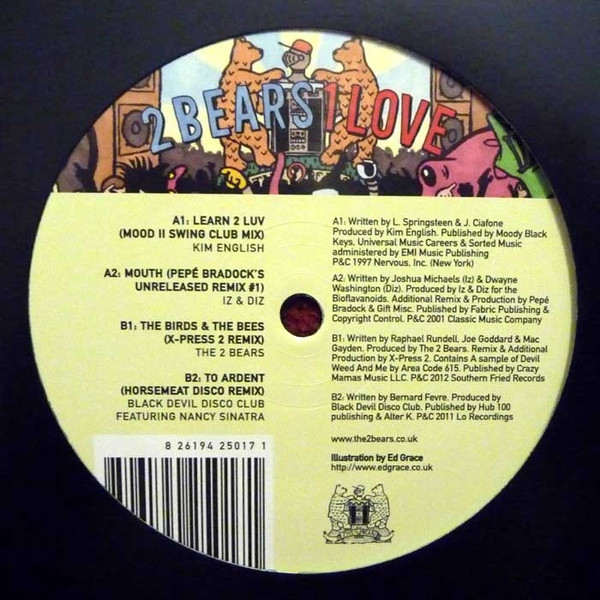 2 BEARS 1 LOVE
A1: LEARN 2 LUV
(MOOD II SWING CLUB MIX)
KIM ENGLISH
A2: MOUTH (PEPÉ BRADOCK'S
UNRELEASED REMIX #1)
IZ & DIZ
B1: THE BIRDS & THE BEES
(X-PRESS 2 REMIX)
THE 2 BEARS
B2: TO ARDENT
(HORSEMEAT DISCO REMIX)
BLACK DEVIL DISCO CLUB
FEATURING NANCY SINATRA
8 26194 25017 1
A1: Written by L. Springsteen & J. Ciafone
Produced by Kim English. Published by Moody Black
Keys, Universal Music Careers & Sorted Music
administered by EMI Music Publishing
P&C 1997 Nervous, Inc. (New York)
A2: Written by Joshua Michaels (Iz) & Dwayne
Washington (Diz). Produced by Iz & Diz for the
Bioflavanoids. Additional Remix & Production by Pepé
Bradock & Gift Misc. Published by Fabric Publishing &
Copyright Control. P&C 2001 Classic Music Company
B1: Written by Raphael Rundell, Joe Goddard & Mac
Gayden. Produced by The 2 Bears. Remix & Additional
Production by X-Press 2. Contains A sample of Devil
Weed And Me by Area Code 615. Published by Crazy
Mamas Music LLC. P&C 2012 Southern Fried Records
B2: Written by Bernard Fevre. Produced by
Black Devil Disco Club. Published by Hub 100
publishing & Alter K. P&C 2011 Lo Recordings
www.the2bears.co.uk
Illustration by Ed Grace
http://www.edgrace.co.uk